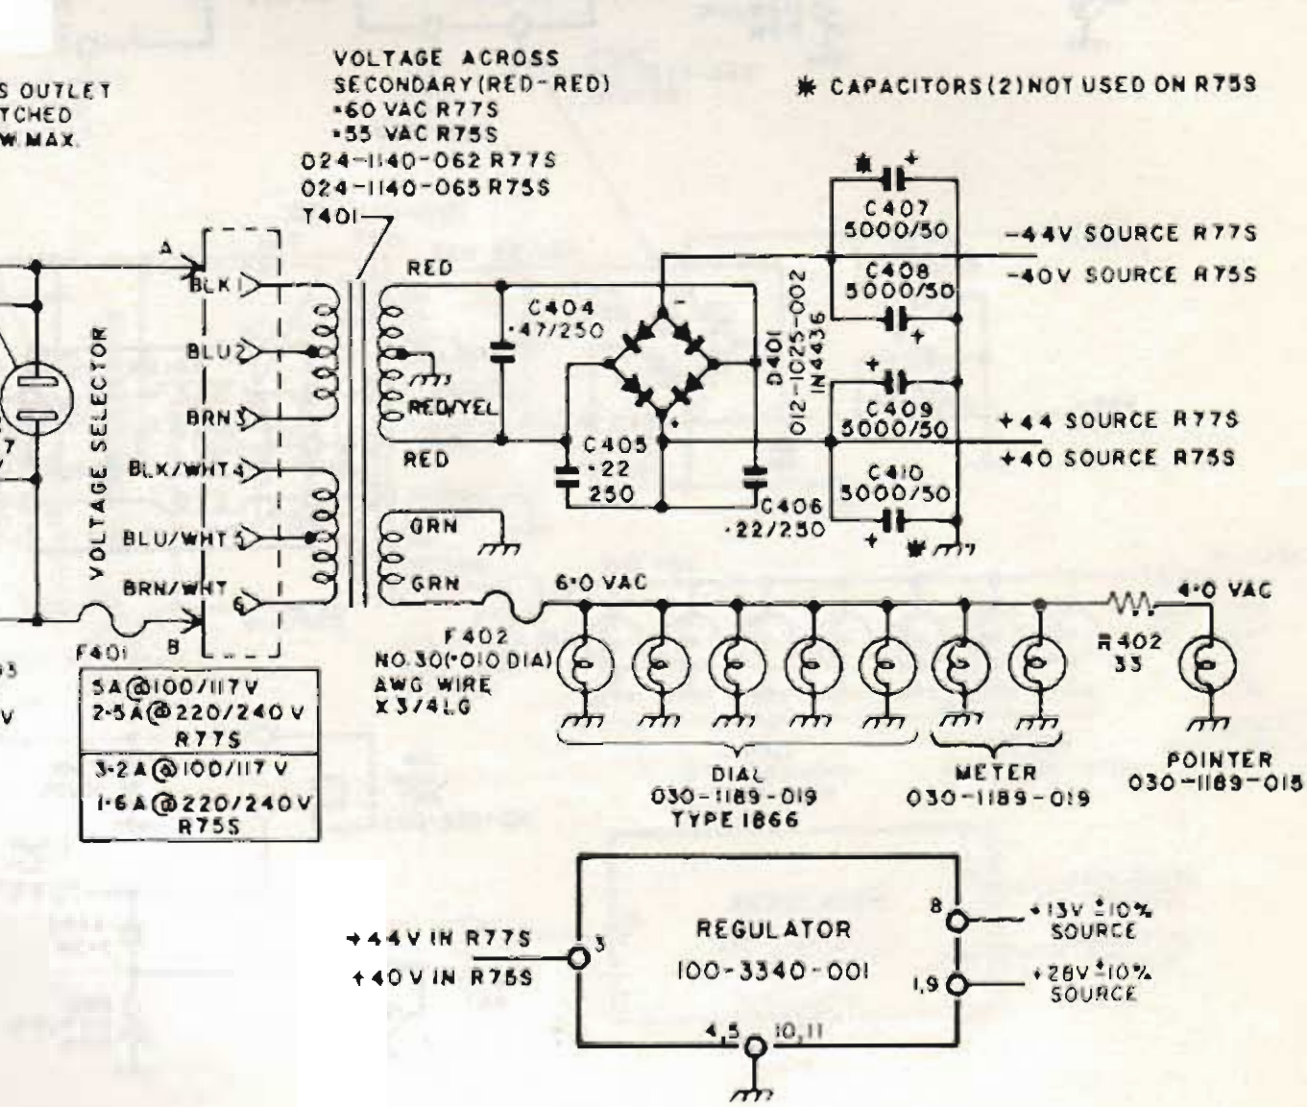 S OUTLET
TCHED
W. MAX.
VOLTAGE ACROSS
SECONDARY (RED-RED)
=60 VAC R77S
=55 VAC R75S
024-1140-062 R77S
024-1140-065 R75S
T401
✱ CAPACITORS (2) NOT USED ON R75S
A
BLK 1
BLU 2
BRN 3
BLK/WHT 4
BLU/WHT 5
BRN/WHT
6
B
VOLTAGE SELECTOR
RED
RED/YEL
RED
GRN
GRN
C404
.47/250
C405
.22
250
C406
.22/250
-
+
D401
012-1025-002
IN4436
✱ +
C407
5000/50
C408
5000/50
+
+
C409
5000/50
C410
5000/50
+ ✱
-44V SOURCE R77S
-40V SOURCE R75S
+44 SOURCE R77S
+40 SOURCE R75S
F401
5A@100/117V
2.5A@220/240V
R77S
3.2A@100/117V
1.6A@220/240V
R75S
F402
NO.30(.010 DIA)
AWG WIRE
X 3/4 LG
6.0 VAC
4.0 VAC
R402
33
DIAL
030-1189-019
TYPE 1866
METER
030-1189-019
POINTER
030-1189-015
+44V IN R77S
+40V IN R75S
3
REGULATOR
100-3340-001
8
+13V ±10%
SOURCE
1,9
+28V ±10%
SOURCE
4,5
10,11